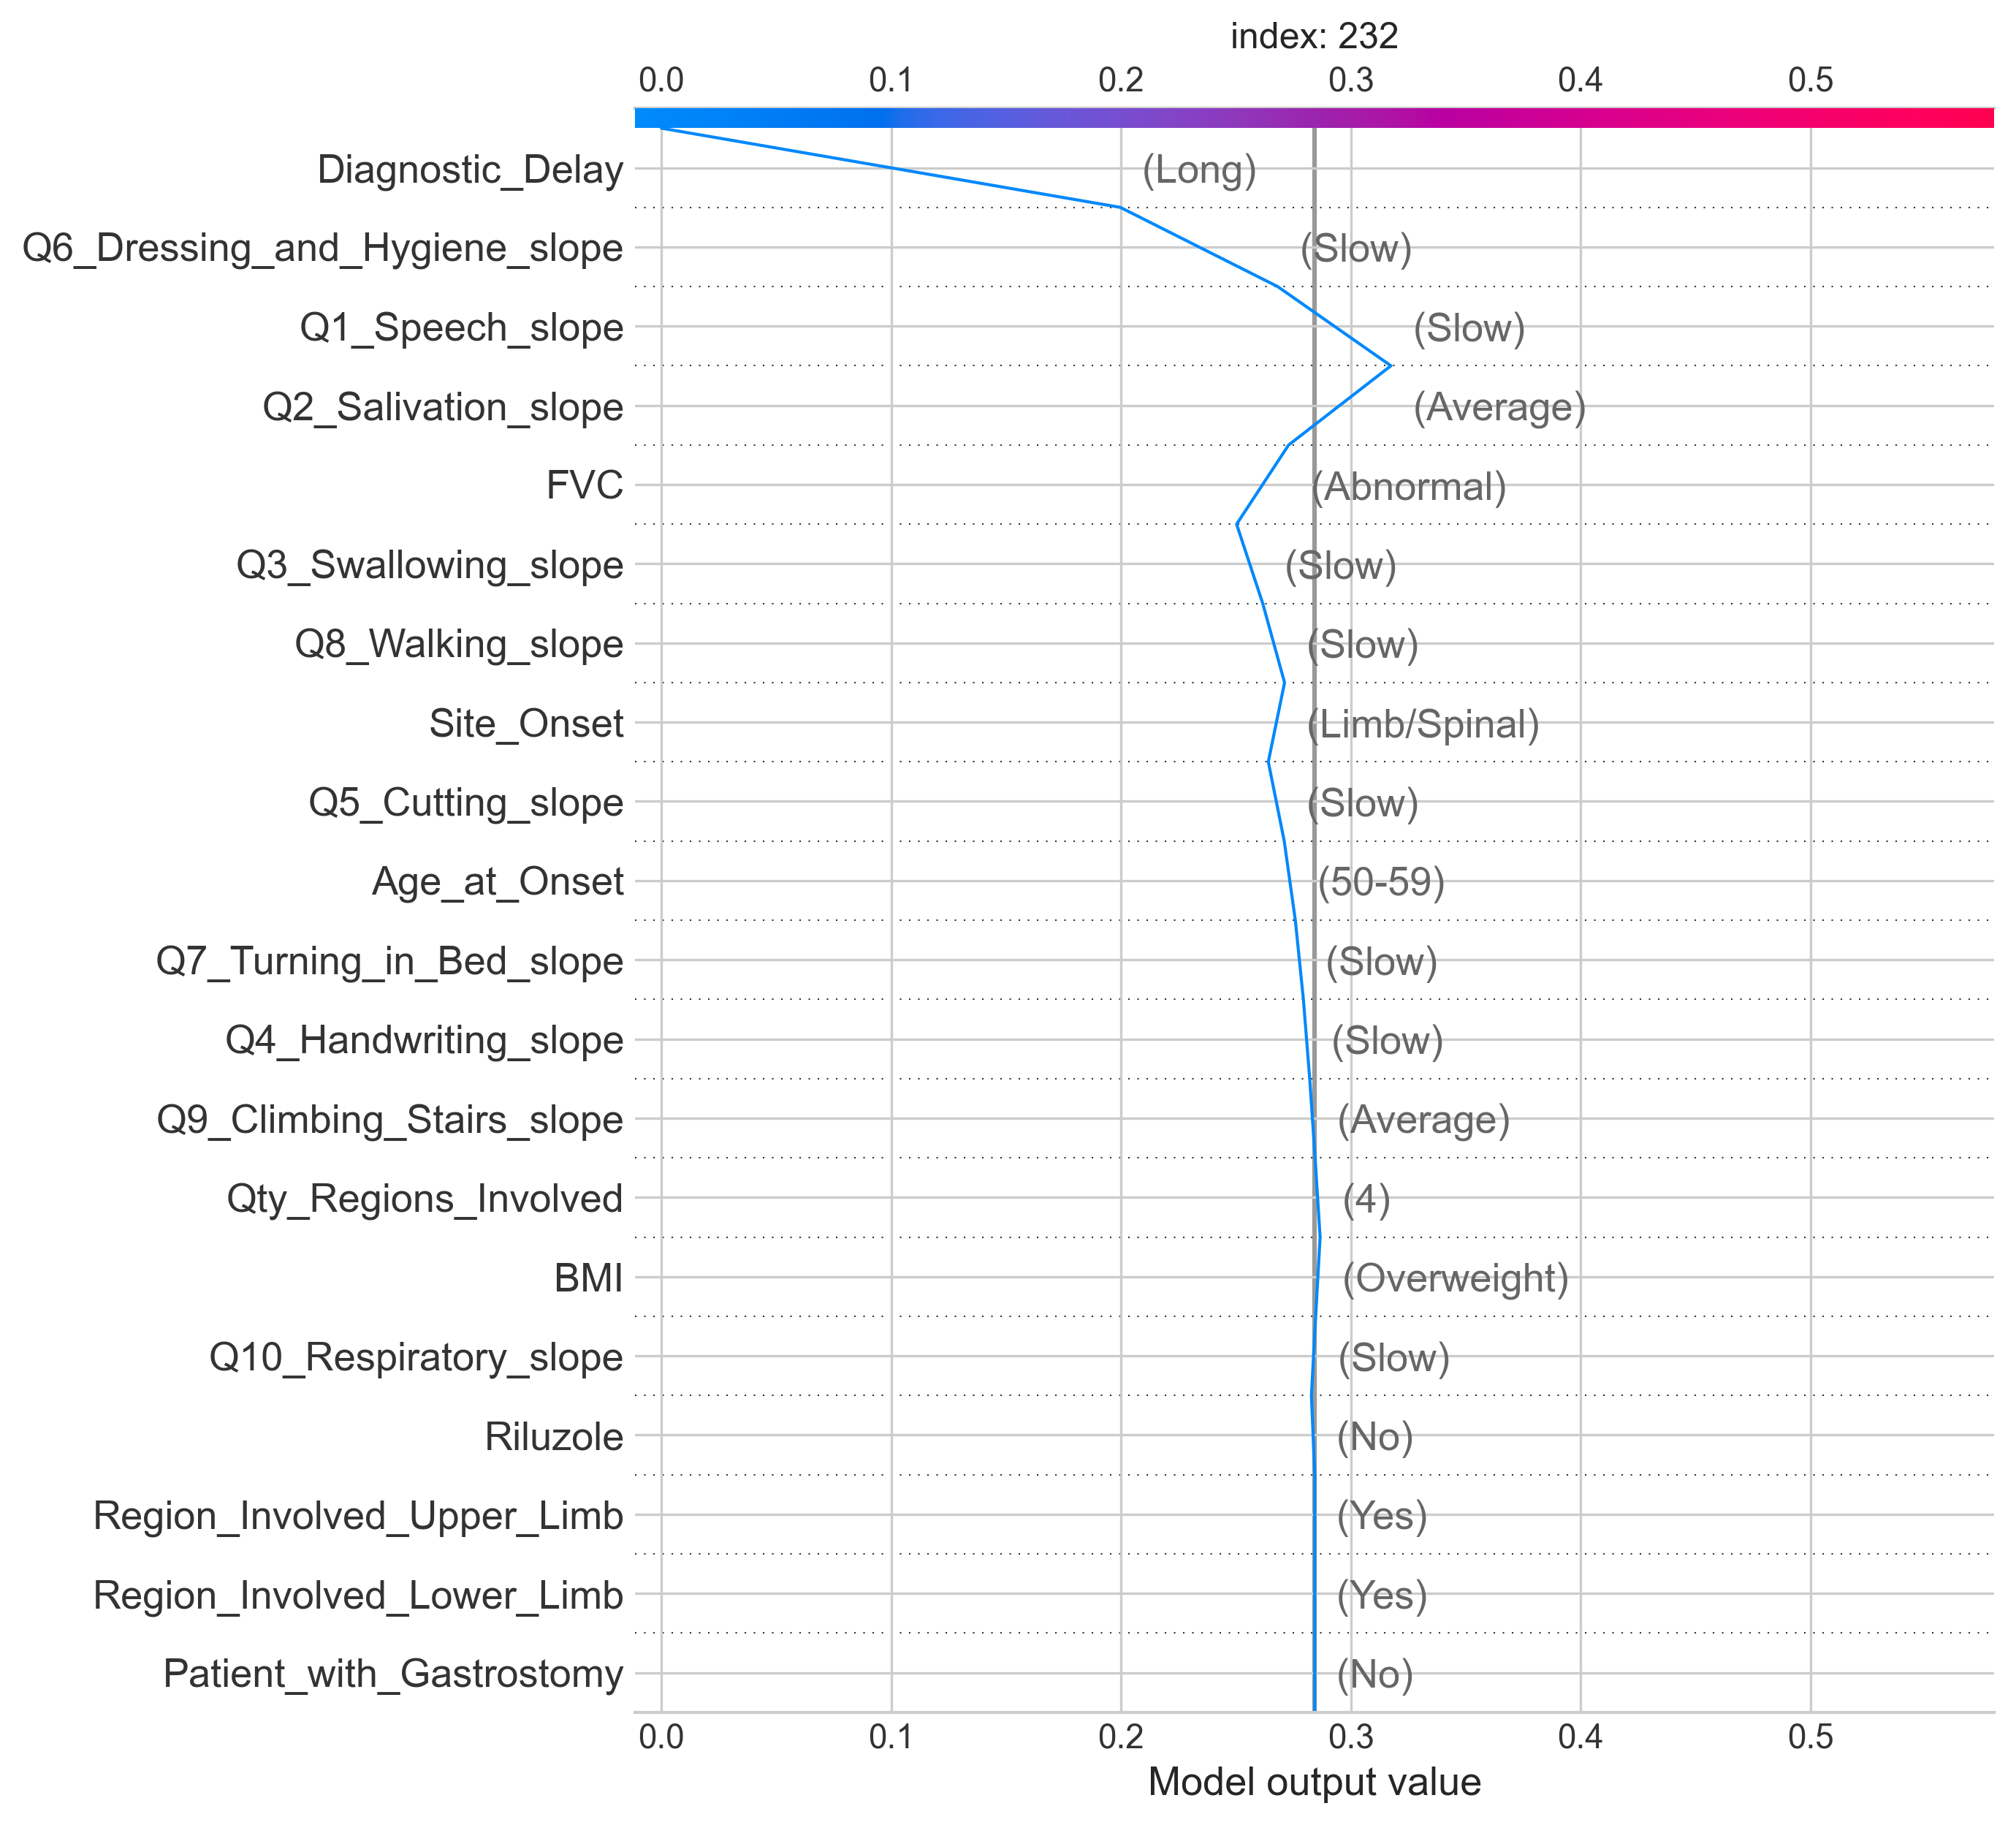 index: 232
0.0 0.1 0.2 0.3 0.4 0.5
Diagnostic_Delay (Long)
Q6_Dressing_and_Hygiene_slope (Slow)
Q1_Speech_slope (Slow)
Q2_Salivation_slope (Average)
FVC (Abnormal)
Q3_Swallowing_slope (Slow)
Q8_Walking_slope (Slow)
Site_Onset (Limb/Spinal)
Q5_Cutting_slope (Slow)
Age_at_Onset (50-59)
Q7_Turning_in_Bed_slope (Slow)
Q4_Handwriting_slope (Slow)
Q9_Climbing_Stairs_slope (Average)
Qty_Regions_Involved (4)
BMI (Overweight)
Q10_Respiratory_slope (Slow)
Riluzole (No)
Region_Involved_Upper_Limb (Yes)
Region_Involved_Lower_Limb (Yes)
Patient_with_Gastrostomy (No)
0.0 0.1 0.2 0.3 0.4 0.5
Model output value